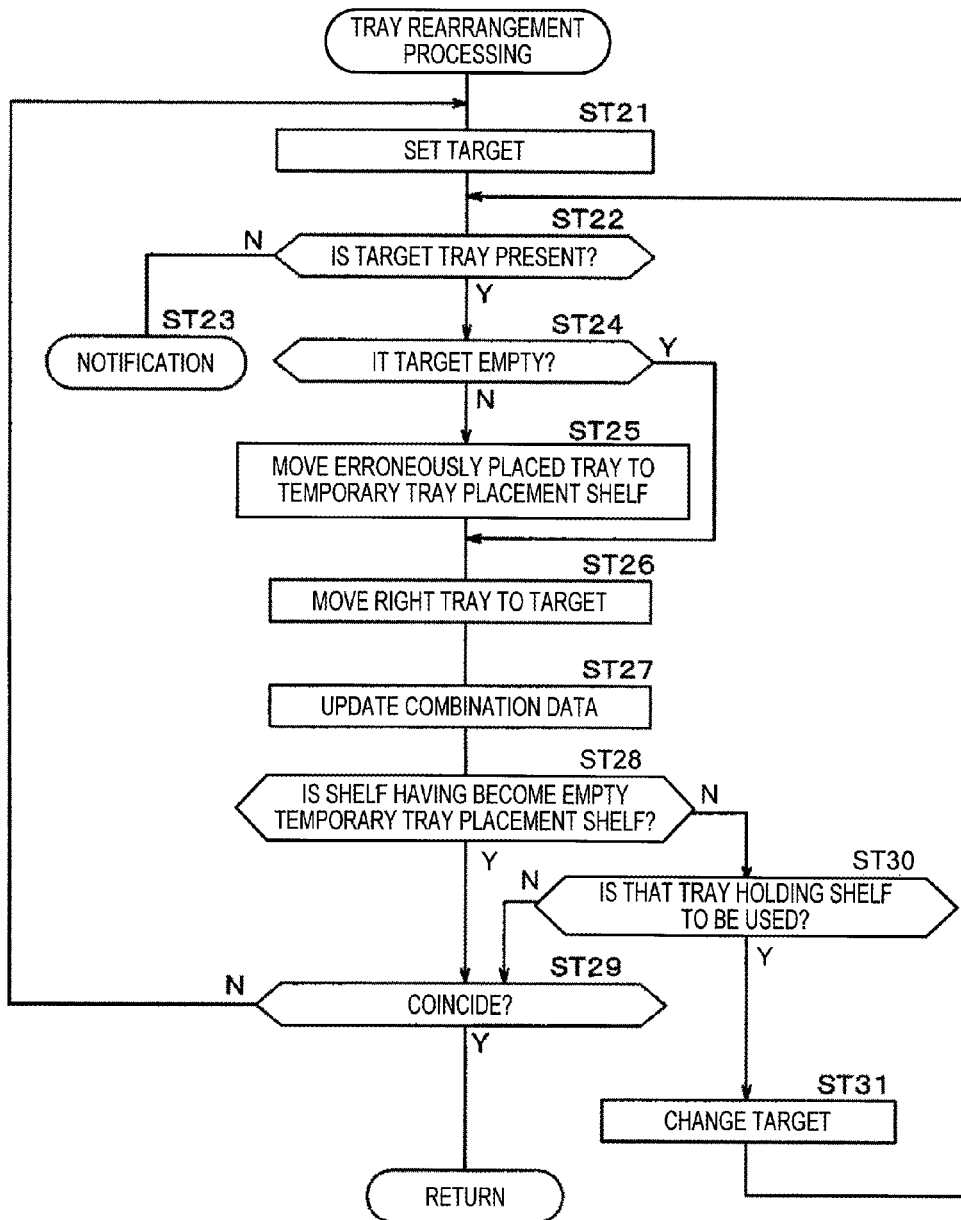 TRAY REARRANGEMENT
PROCESSING
ST21
SET TARGET
ST22
N
IS TARGET TRAY PRESENT?
Y
ST23
NOTIFICATION
ST24
Y
IT TARGET EMPTY?
N
ST25
MOVE ERRONEOUSLY PLACED TRAY TO
TEMPORARY TRAY PLACEMENT SHELF
ST26
MOVE RIGHT TRAY TO TARGET
ST27
UPDATE COMBINATION DATA
ST28
IS SHELF HAVING BECOME EMPTY
TEMPORARY TRAY PLACEMENT SHELF?
N
Y
ST30
N
IS THAT TRAY HOLDING SHELF
TO BE USED?
Y
ST29
N
COINCIDE?
Y
ST31
CHANGE TARGET
RETURN